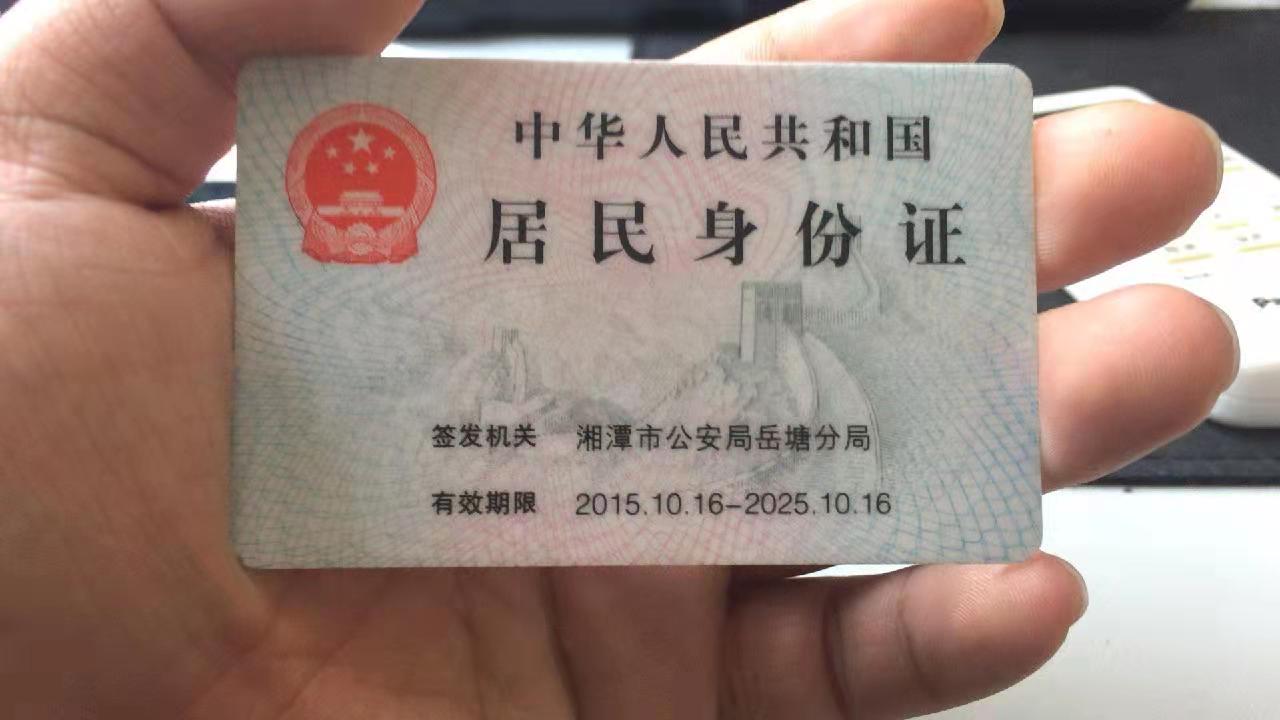 中华人民共和国
居民身份证
签发机关 湘潭市公安局岳塘分局
有效期限 2015.10.16-2025.10.16